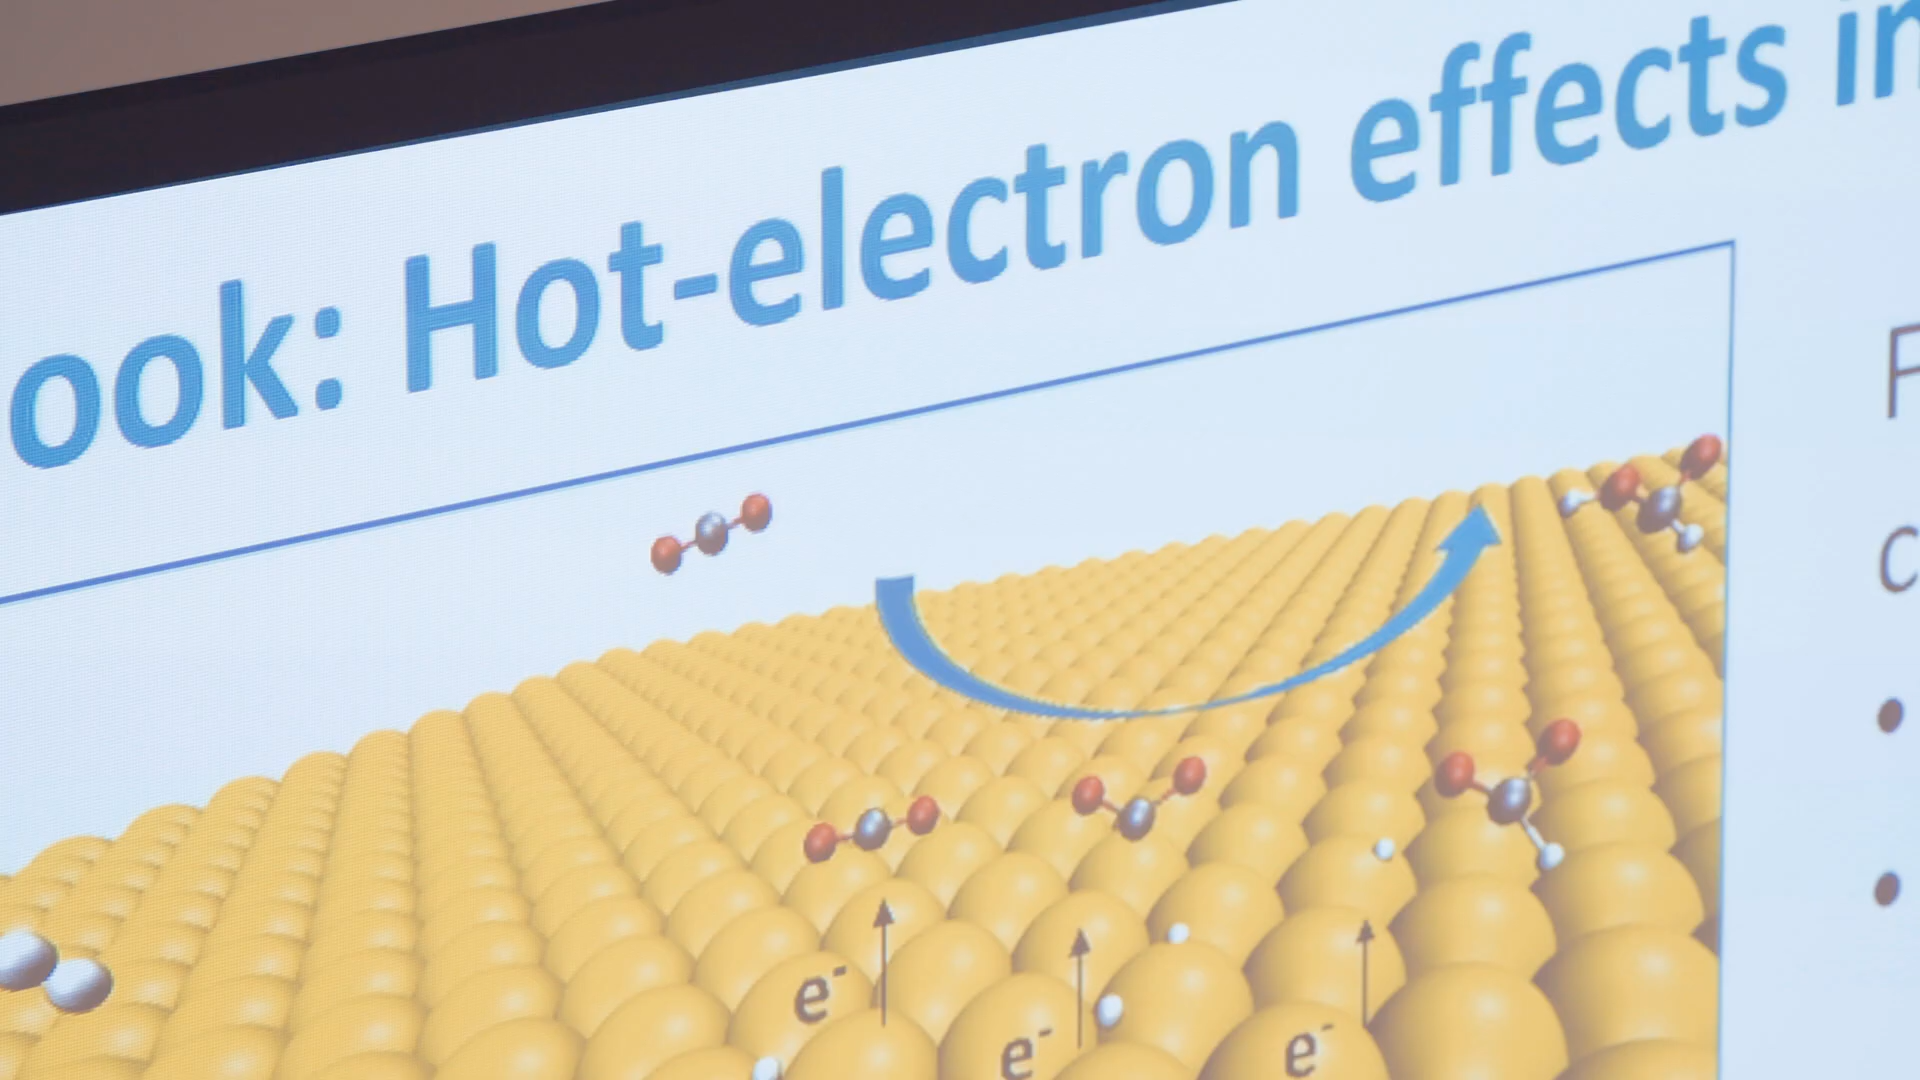 ook: Hot-electron effects in
F
C
•
•
e⁻
e⁻
e⁻